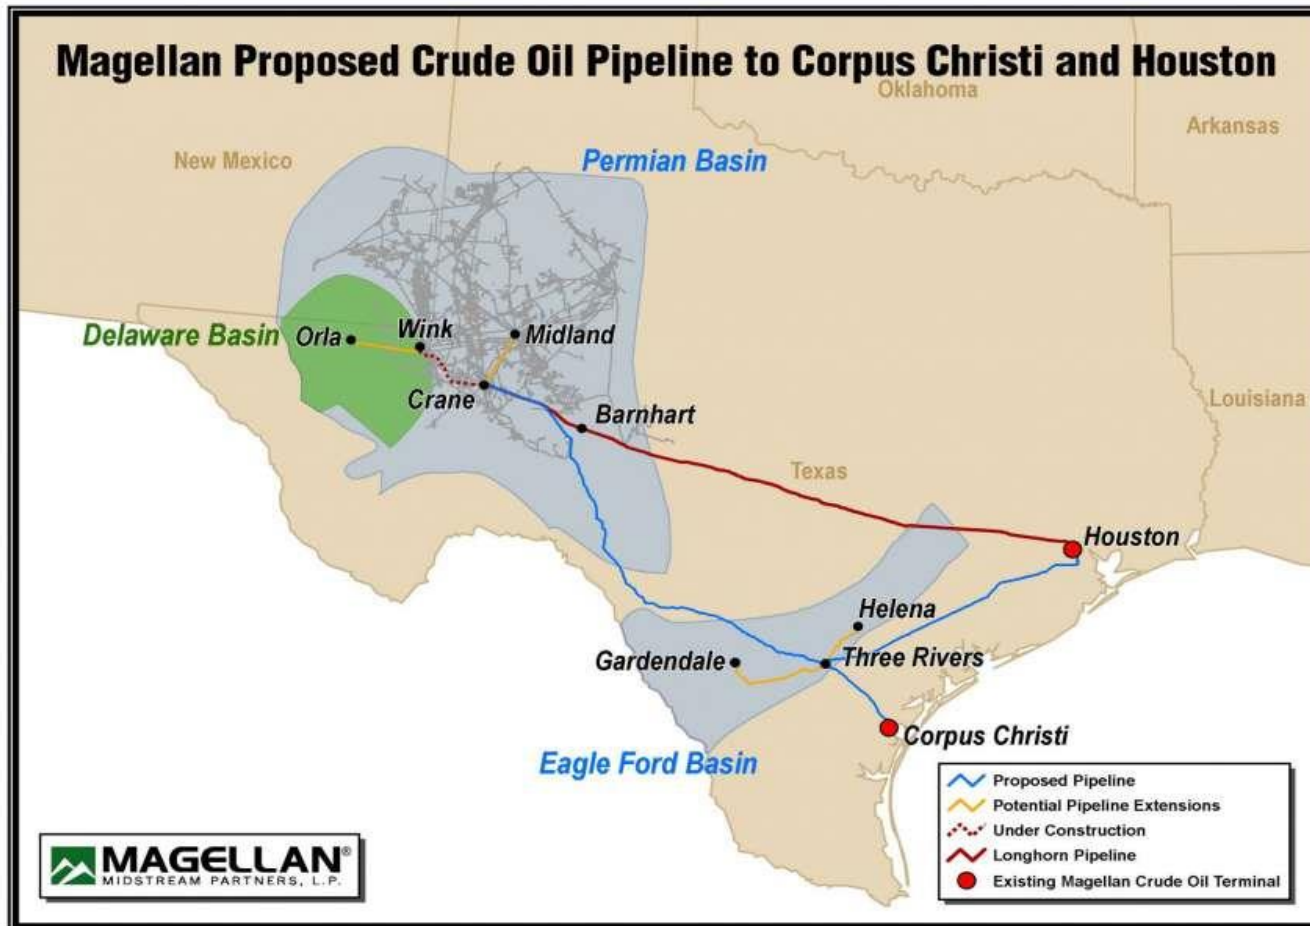 Magellan Proposed Crude Oil Pipeline to Corpus Christi and Houston
Oklahoma
Arkansas
New Mexico
Permian Basin
Delaware Basin
Orla
Wink
Midland
Crane
Barnhart
Louisiana
Texas
Houston
Helena
Gardendale
Three Rivers
Corpus Christi
Eagle Ford Basin
Proposed Pipeline
Potential Pipeline Extensions
Under Construction
Longhorn Pipeline
Existing Magellan Crude Oil Terminal
MAGELLAN®
MIDSTREAM PARTNERS, L.P.